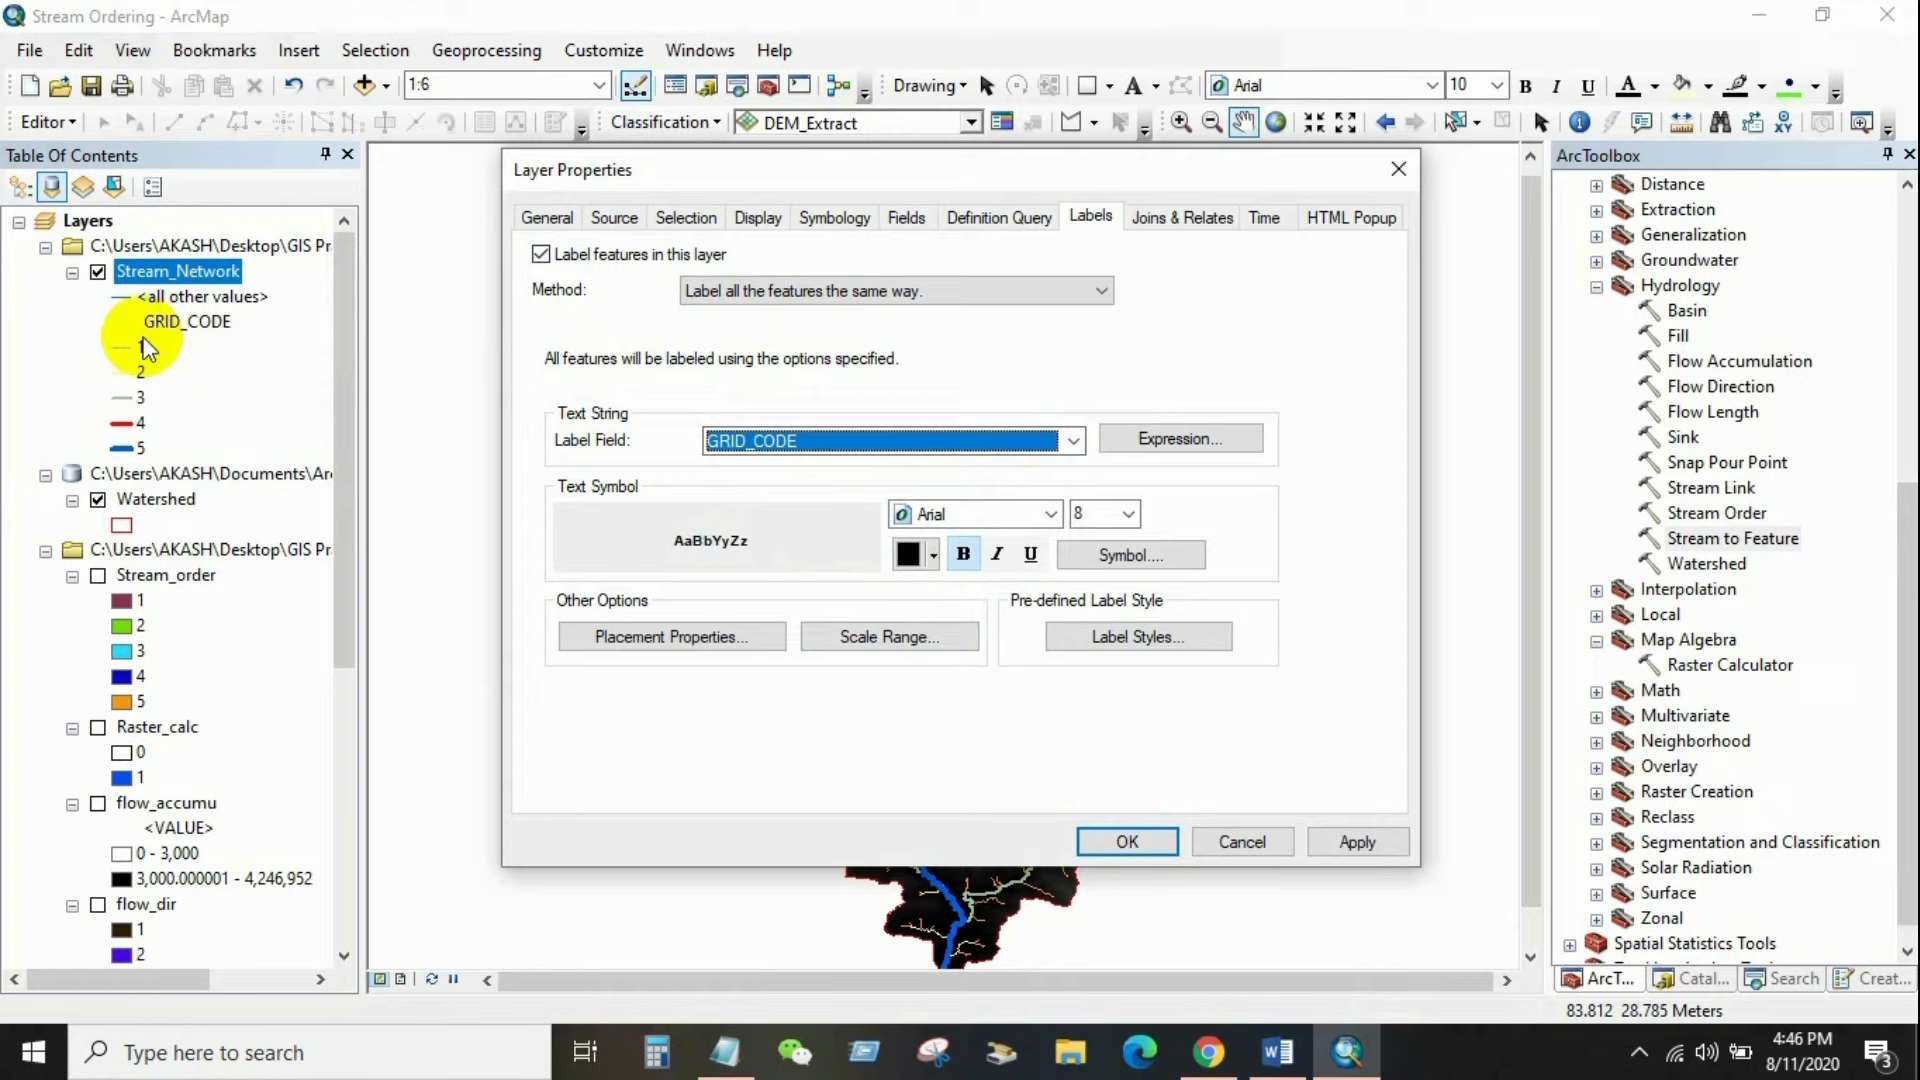 Stream Ordering - ArcMap
File Edit View Bookmarks Insert Selection Geoprocessing Customize Windows Help
1:6 Drawing Arial 10 B I U A
Editor Classification DEM_Extract
Table Of Contents
Layers
C:\Users\AKASH\Desktop\GIS Pr
Stream_Network
<all other values>
GRID_CODE
1
2
3
4
5
C:\Users\AKASH\Documents\Ar
Watershed
C:\Users\AKASH\Desktop\GIS Pr
Stream_order
1
2
3
4
5
Raster_calc
0
1
flow_accumu
<VALUE>
0 - 3,000
3,000.000001 - 4,246,952
flow_dir
1
2
Layer Properties
General Source Selection Display Symbology Fields Definition Query Labels Joins & Relates Time HTML Popup
Label features in this layer
Method: Label all the features the same way.
All features will be labeled using the options specified.
Text String
Label Field: GRID_CODE Expression...
Text Symbol
AaBbYyZz
Arial 8
B I U Symbol....
Other Options
Placement Properties... Scale Range...
Pre-defined Label Style
Label Styles...
OK Cancel Apply
ArcToolbox
Distance
Extraction
Generalization
Groundwater
Hydrology
Basin
Fill
Flow Accumulation
Flow Direction
Flow Length
Sink
Snap Pour Point
Stream Link
Stream Order
Stream to Feature
Watershed
Interpolation
Local
Map Algebra
Raster Calculator
Math
Multivariate
Neighborhood
Overlay
Raster Creation
Reclass
Segmentation and Classification
Solar Radiation
Surface
Zonal
Spatial Statistics Tools
ArcT... Catal... Search Creat...
83.812 28.785 Meters
Type here to search
4:46 PM
8/11/2020
3